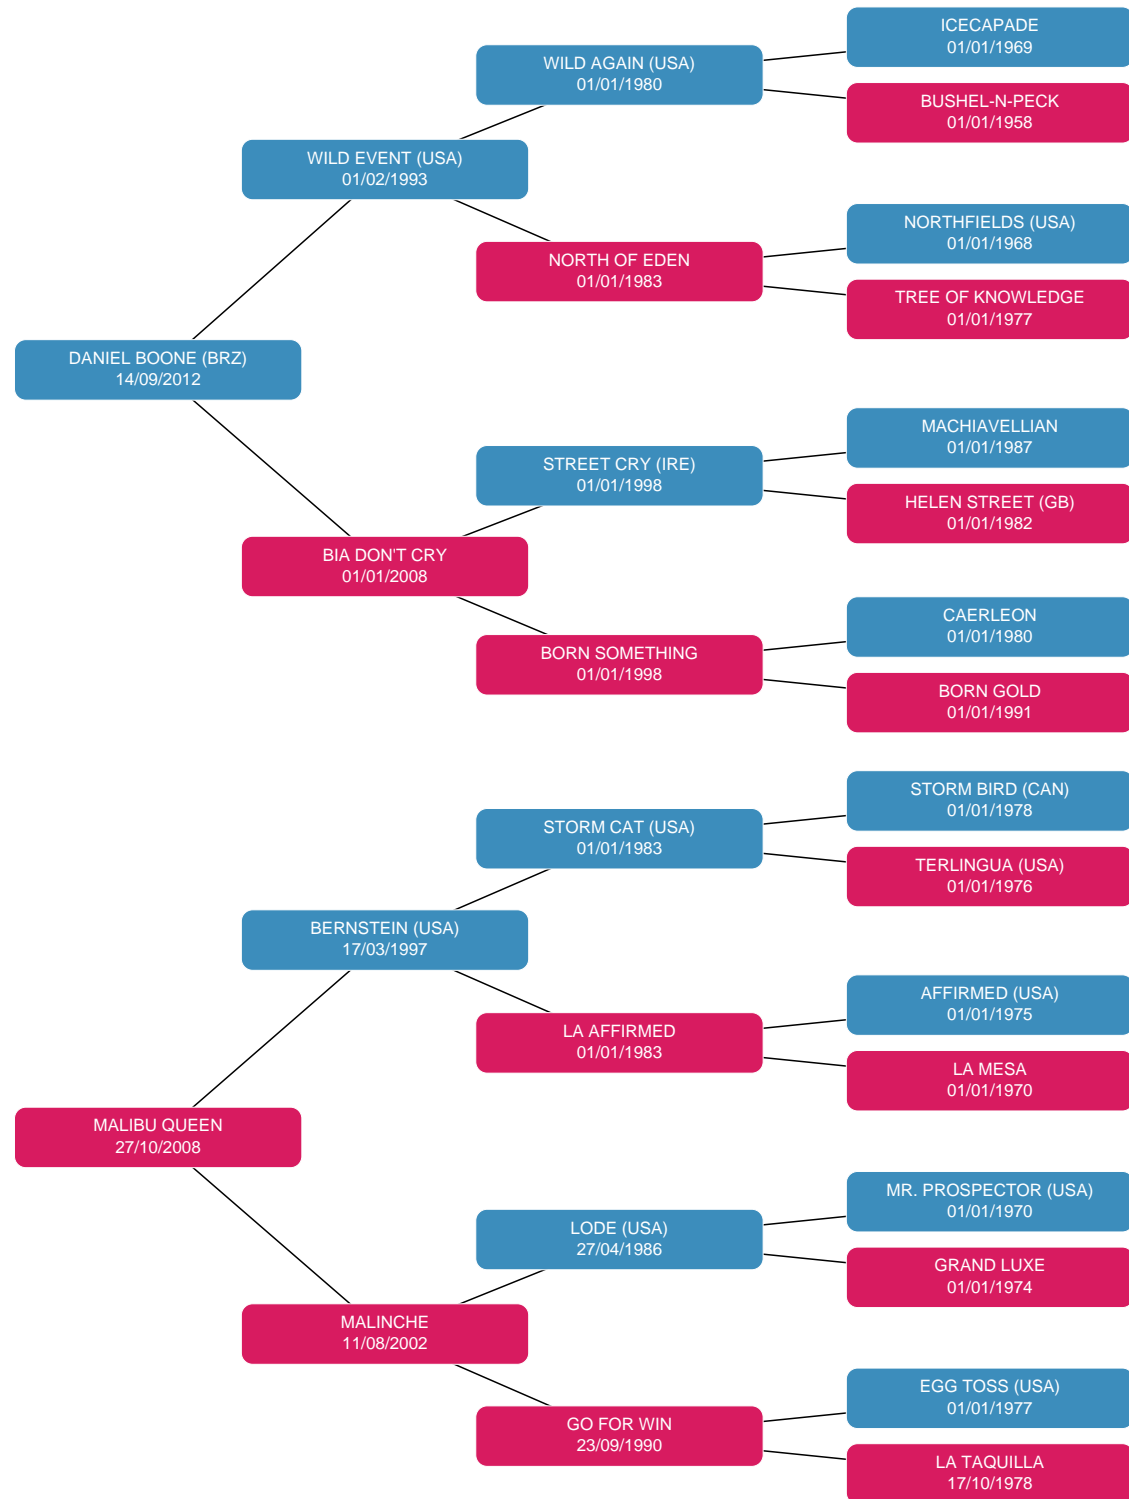 ICECAPADE
01/01/1969
WILD AGAIN (USA)
01/01/1980
BUSHEL-N-PECK
01/01/1958
WILD EVENT (USA)
01/02/1993
NORTHFIELDS (USA)
01/01/1968
NORTH OF EDEN
01/01/1983
TREE OF KNOWLEDGE
01/01/1977
DANIEL BOONE (BRZ)
14/09/2012
MACHIAVELLIAN
01/01/1987
STREET CRY (IRE)
01/01/1998
HELEN STREET (GB)
01/01/1982
BIA DON'T CRY
01/01/2008
CAERLEON
01/01/1980
BORN SOMETHING
01/01/1998
BORN GOLD
01/01/1991
STORM BIRD (CAN)
01/01/1978
STORM CAT (USA)
01/01/1983
TERLINGUA (USA)
01/01/1976
BERNSTEIN (USA)
17/03/1997
AFFIRMED (USA)
01/01/1975
LA AFFIRMED
01/01/1983
LA MESA
01/01/1970
MALIBU QUEEN
27/10/2008
MR. PROSPECTOR (USA)
01/01/1970
LODE (USA)
27/04/1986
GRAND LUXE
01/01/1974
MALINCHE
11/08/2002
EGG TOSS (USA)
01/01/1977
GO FOR WIN
23/09/1990
LA TAQUILLA
17/10/1978